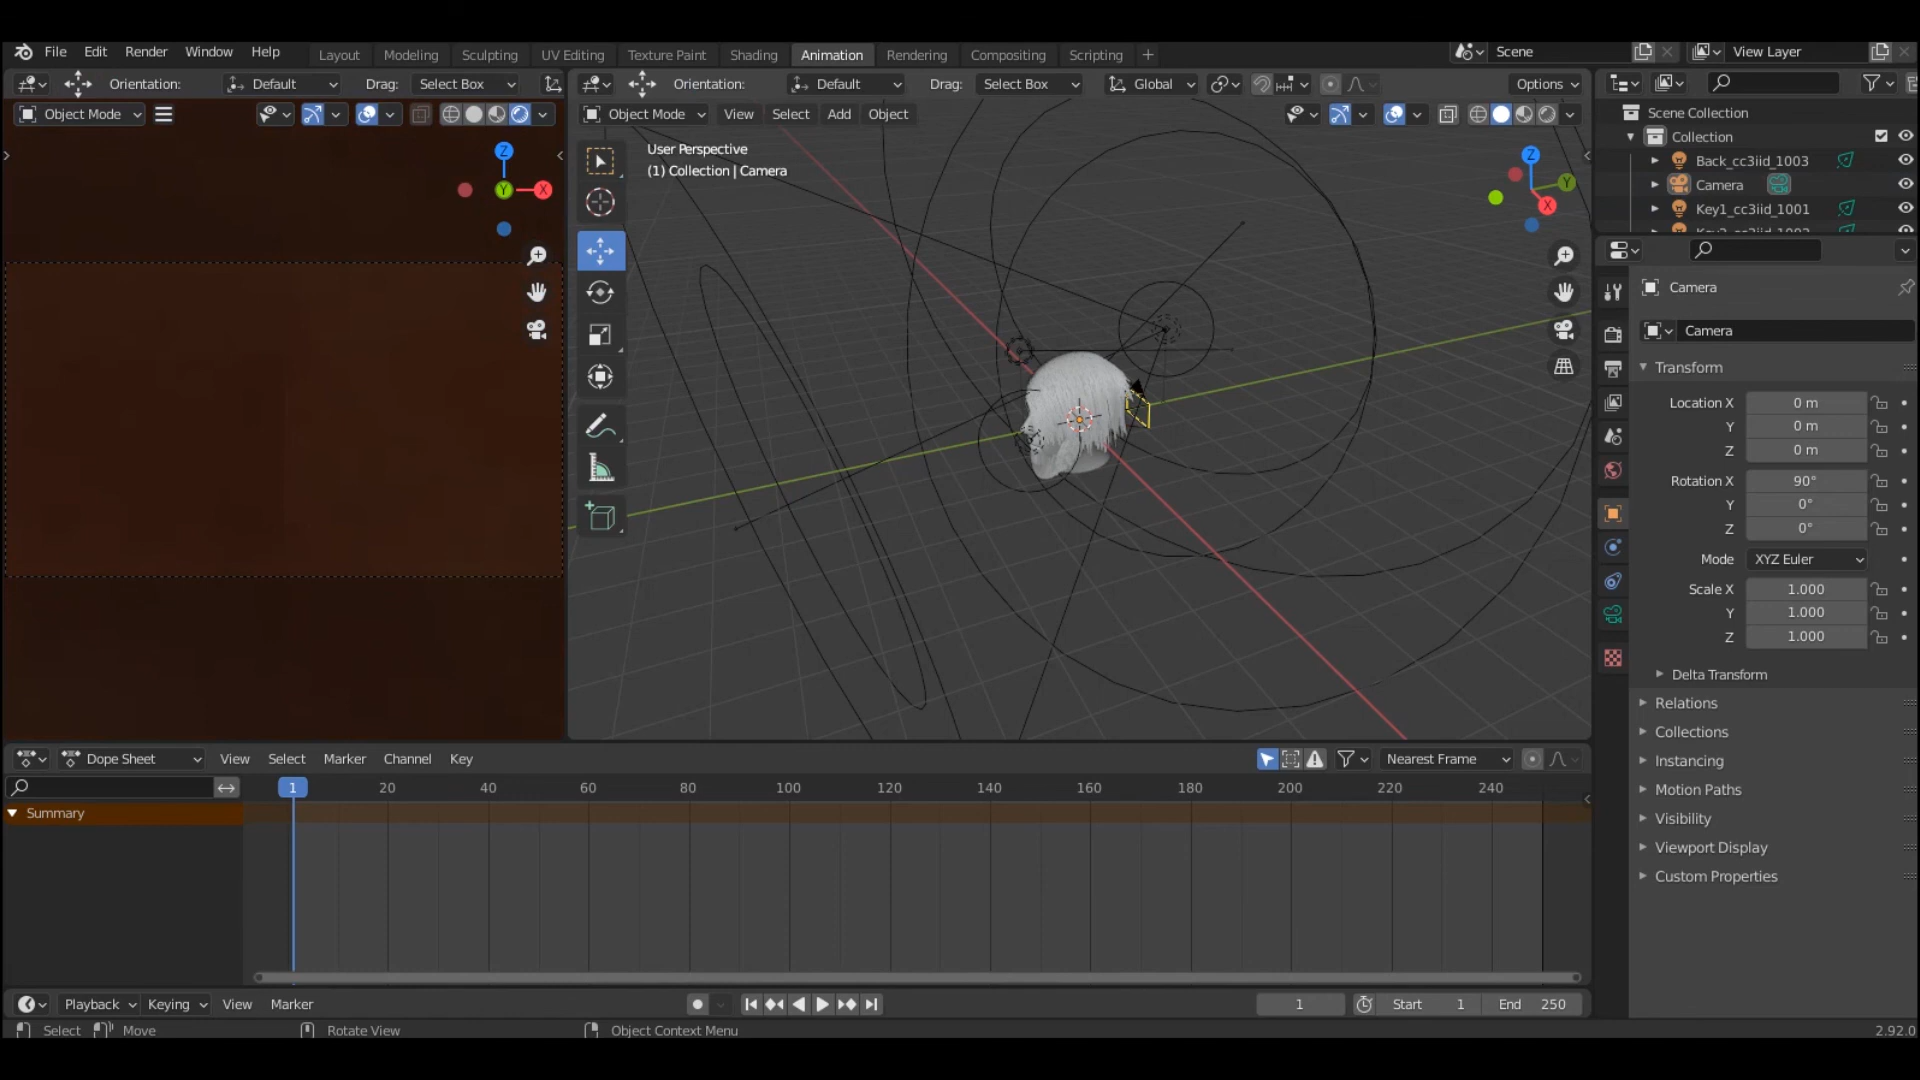 File Edit Render Window Help Layout Modeling Sculpting UV Editing Texture Paint Shading Animation Rendering Compositing Scripting + Scene View Layer
Orientation: Default Drag: Select Box
Orientation: Default Drag: Select Box Global Options
Object Mode
Object Mode View Select Add Object
User Perspective
(1) Collection | Camera
Z
Y
X
Z
Y
X
Scene Collection
Collection
Back_cc3iid_1003
Camera
Key1_cc3iid_1001
Camera
Camera
Transform
Location X 0 m
Y 0 m
Z 0 m
Rotation X 90°
Y 0°
Z 0°
Mode XYZ Euler
Scale X 1.000
Y 1.000
Z 1.000
Delta Transform
Relations
Collections
Instancing
Motion Paths
Visibility
Viewport Display
Custom Properties
Dope Sheet View Select Marker Channel Key Nearest Frame
1 20 40 60 80 100 120 140 160 180 200 220 240
Summary
Playback Keying View Marker 1 Start 1 End 250
Select Move Rotate View Object Context Menu 2.92.0